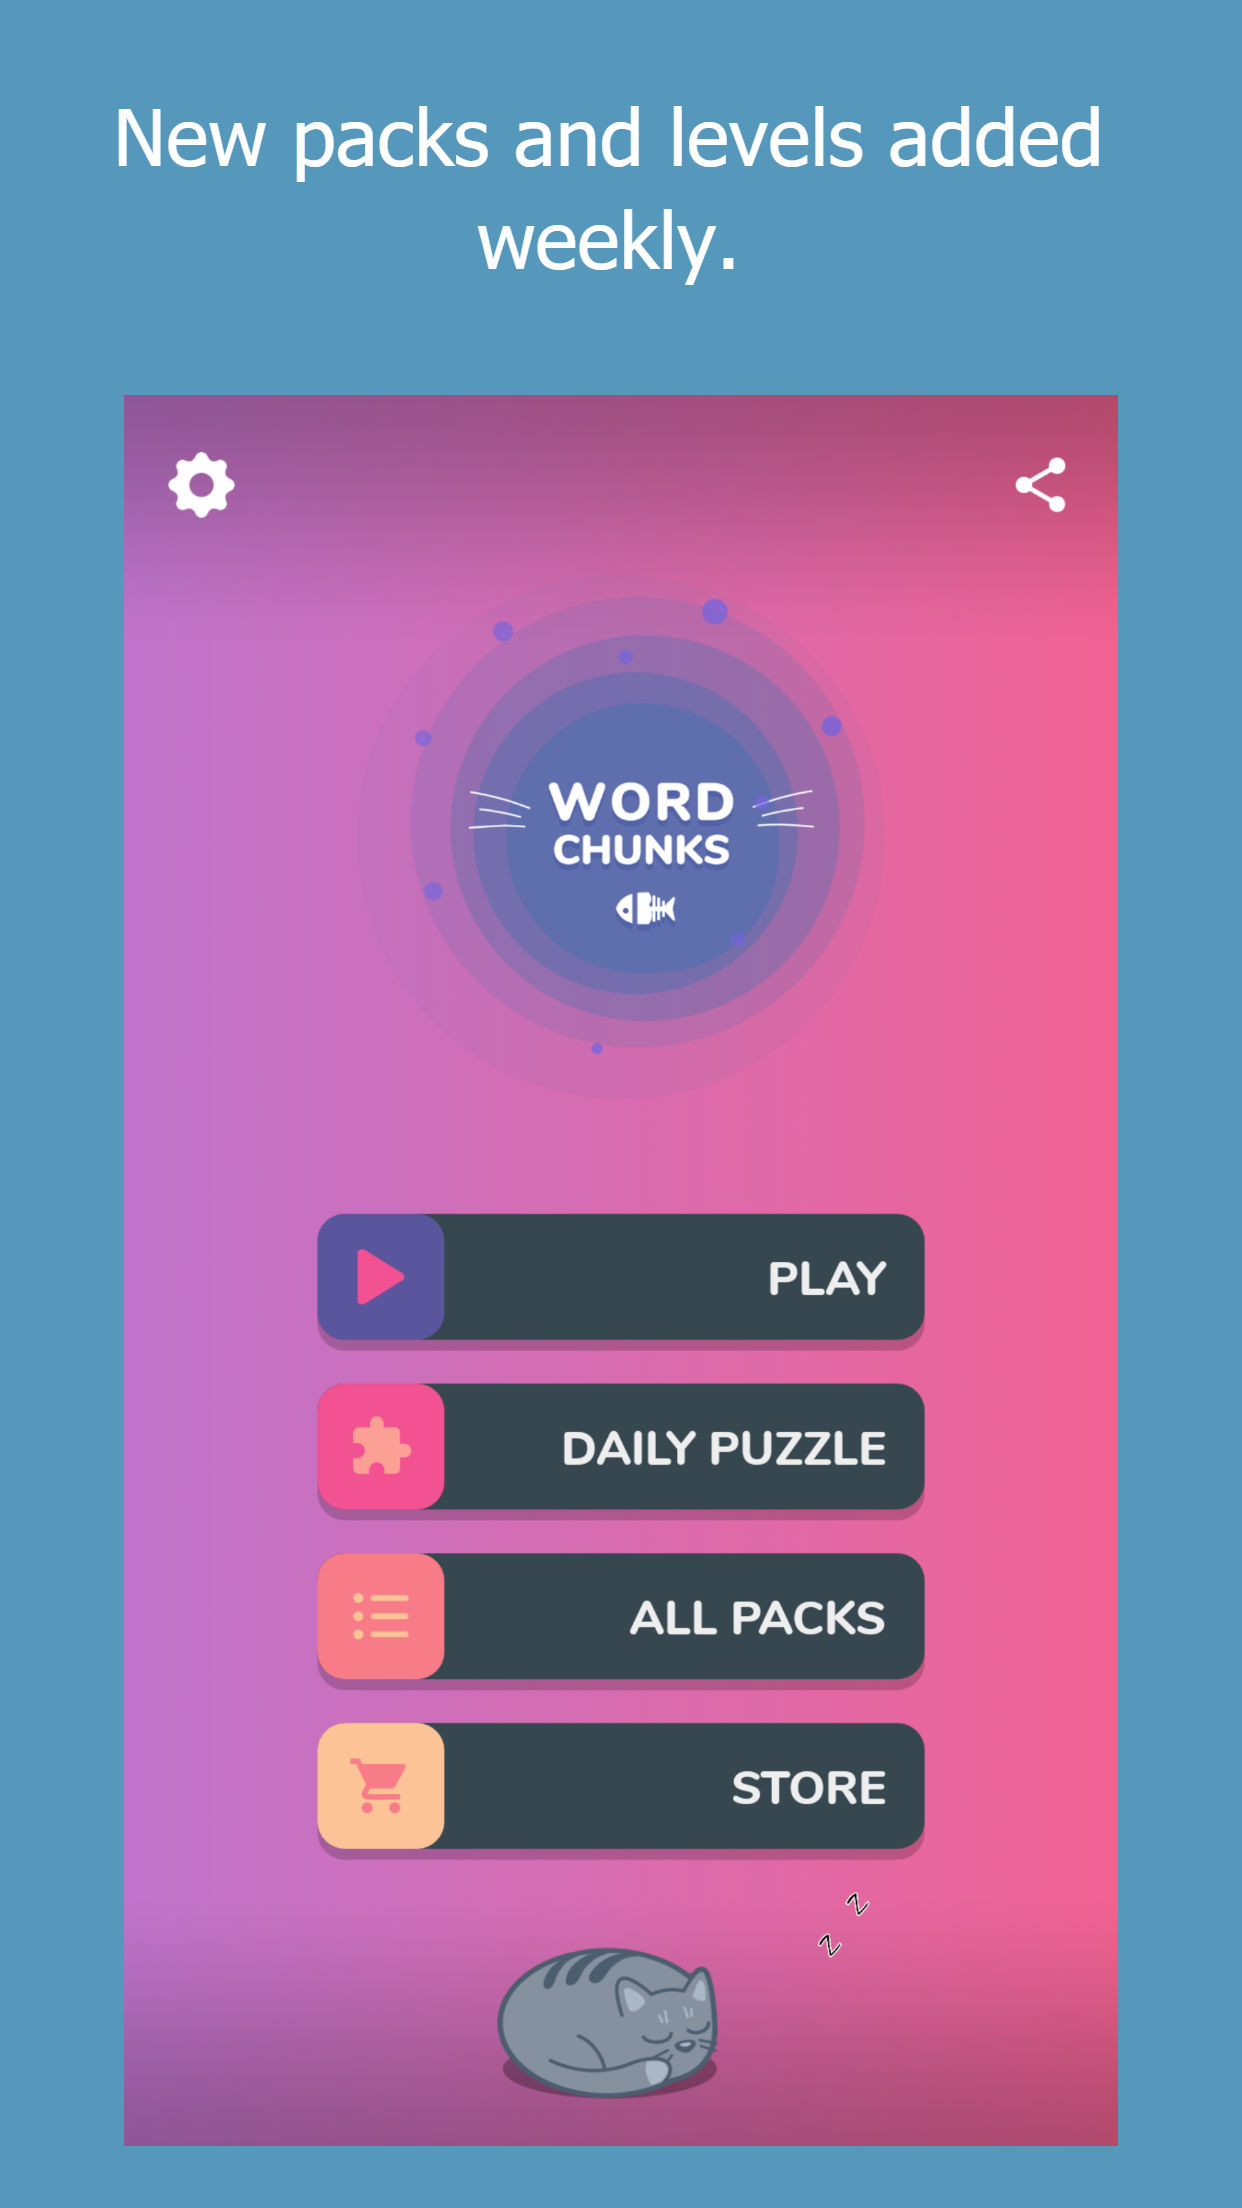 New packs and levels added
weekly.
WORD
CHUNKS
PLAY
DAILY PUZZLE
ALL PACKS
STORE
Z
Z